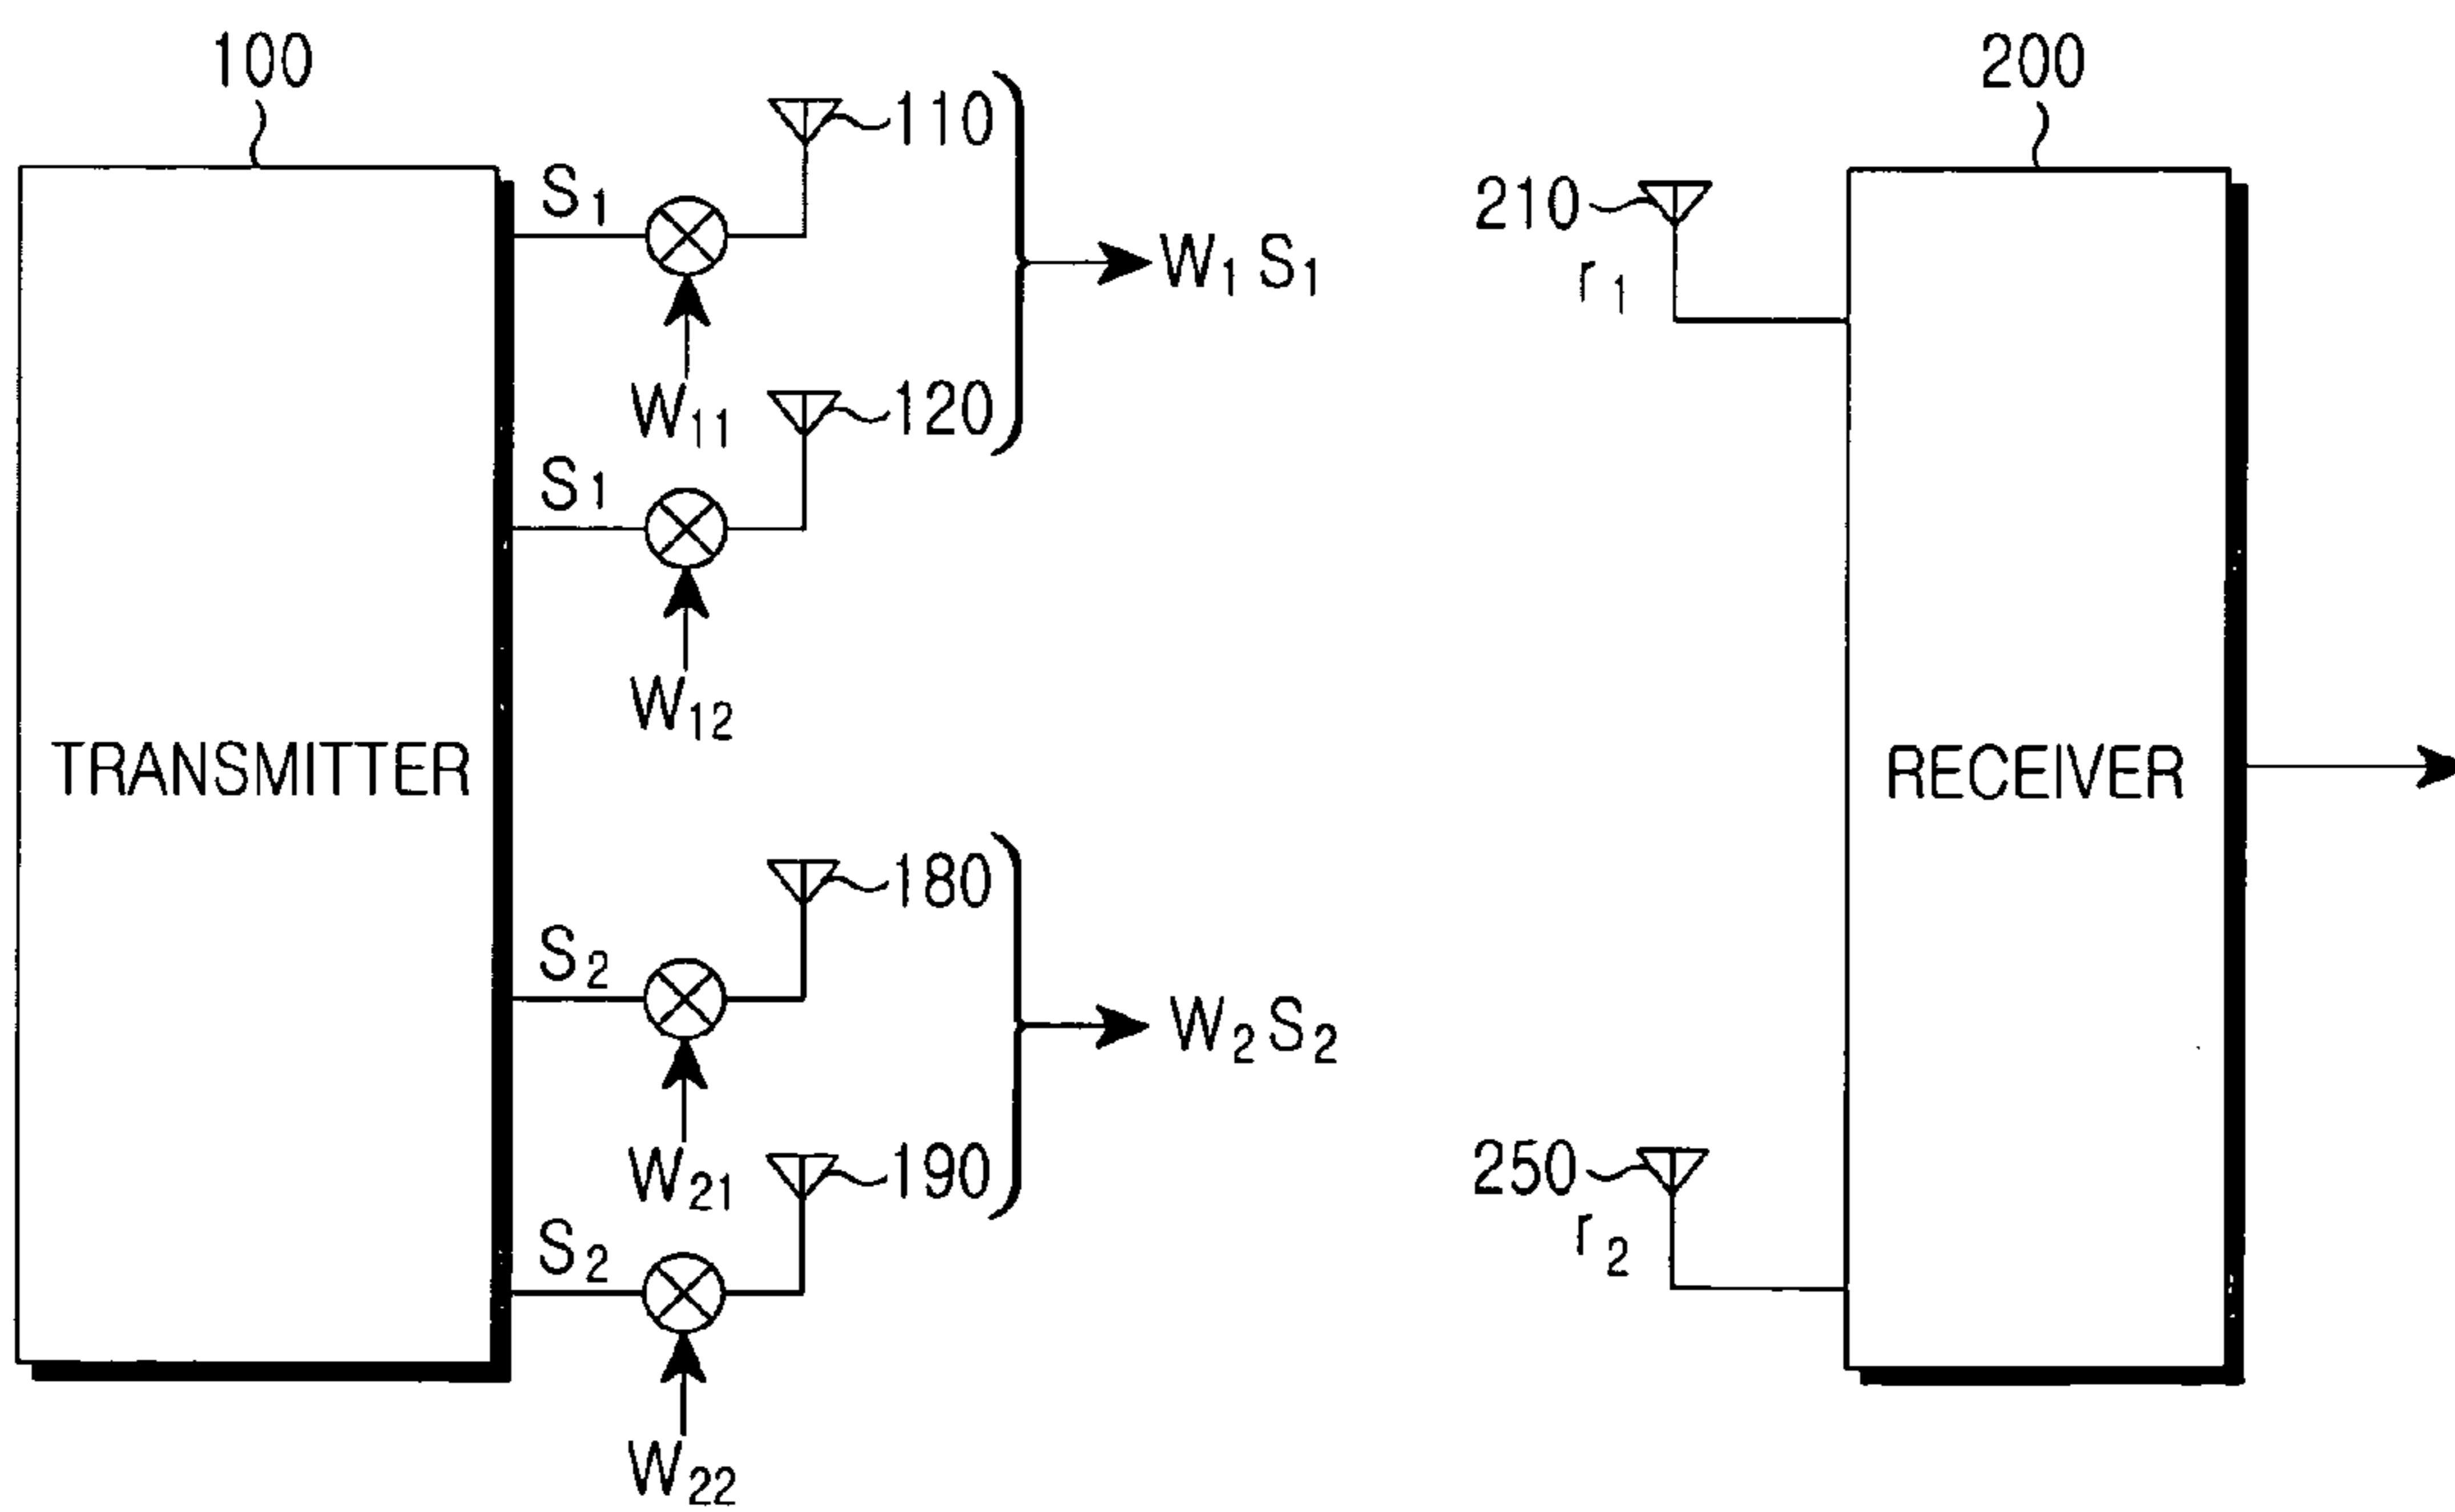 100
200
110
S1
210
W1 S1
r1
W11
120
S1
W12
TRANSMITTER
RECEIVER
180
S2
W2 S2
250
W21
190
r2
S2
W22